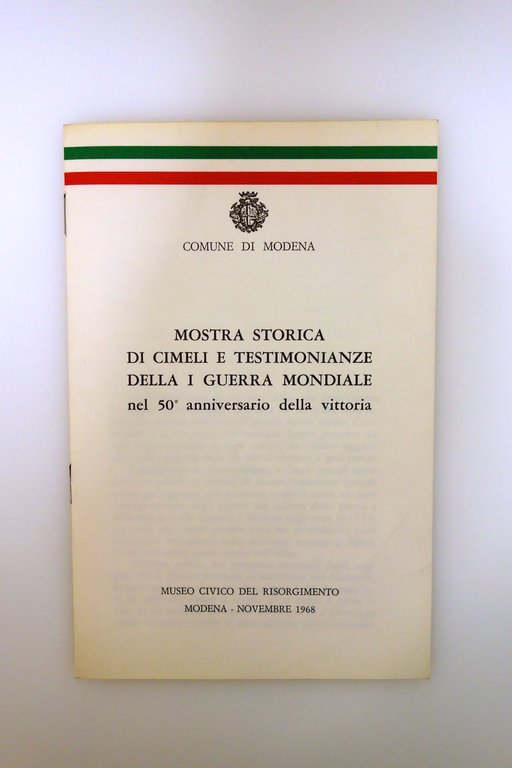 COMUNE DI MODENA
MOSTRA STORICA
DI CIMELI E TESTIMONIANZE
DELLA I GUERRA MONDIALE
nel 50° anniversario della vittoria
MUSEO CIVICO DEL RISORGIMENTO
MODENA - NOVEMBRE 1968